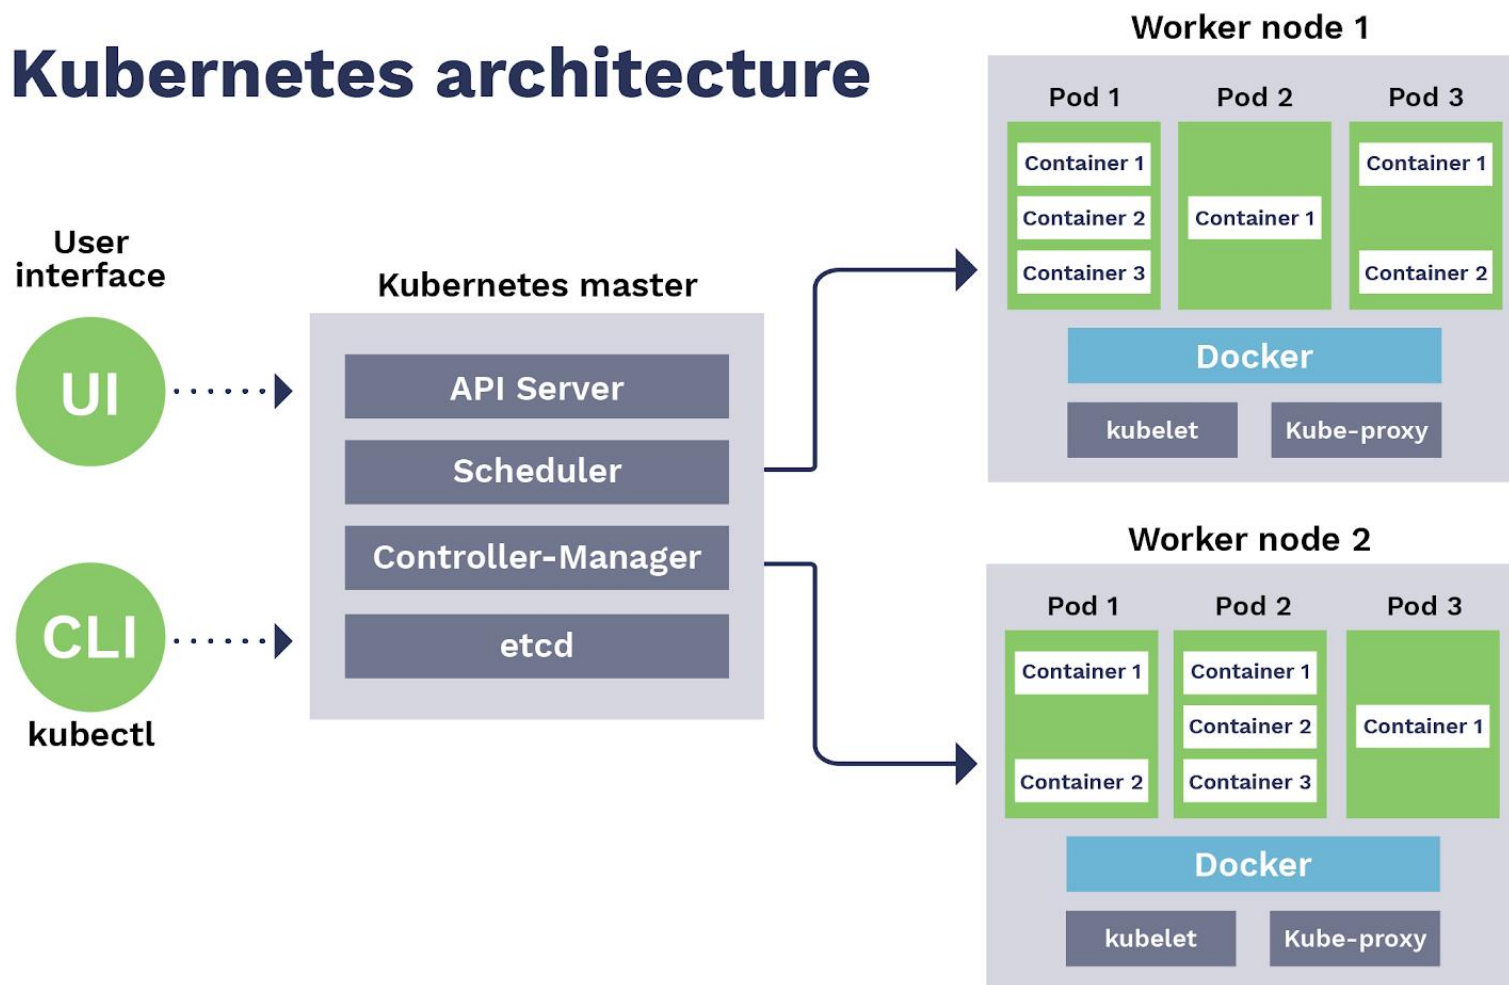 Kubernetes architecture
User
interface
UI
CLI
kubectl
Kubernetes master
API Server
Scheduler
Controller-Manager
etcd
Worker node 1
Pod 1
Container 1
Container 2
Container 3
Pod 2
Container 1
Pod 3
Container 1
Container 2
Docker
kubelet
Kube-proxy
Worker node 2
Pod 1
Container 1
Container 2
Pod 2
Container 1
Container 2
Container 3
Pod 3
Container 1
Docker
kubelet
Kube-proxy